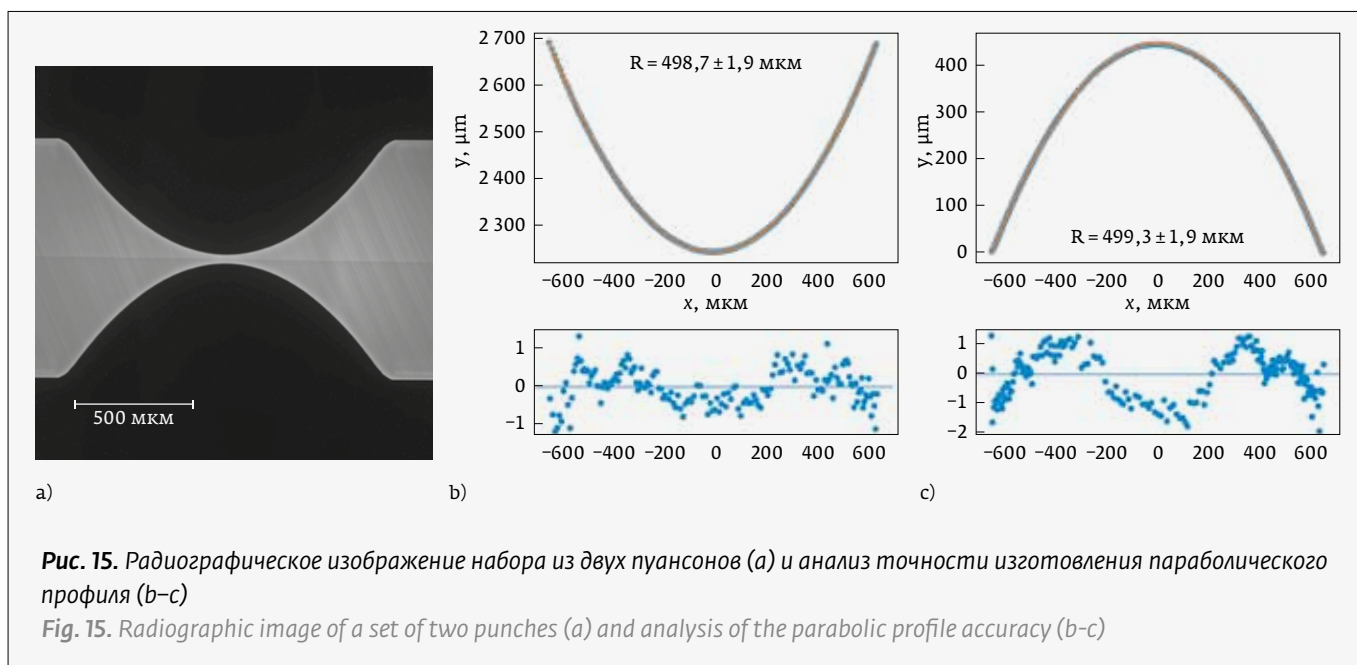 500 мкм
a)
2 700
2 600
2 500
2 400
2 300
y, μm
R = 498,7 ± 1,9 мкм
−600 −400 −200 0 200 400 600
x, мкм
1
0
−1
−600 −400 −200 0 200 400 600
b)
400
300
200
100
0
y, μm
R = 499,3 ± 1,9 мкм
−600 −400 −200 0 200 400 600
x, мкм
1
0
−1
−2
−600 −400 −200 0 200 400 600
c)
Рис. 15. Радиографическое изображение набора из двух пуансонов (a) и анализ точности изготовления параболического
профиля (b–c)
Fig. 15. Radiographic image of a set of two punches (a) and analysis of the parabolic profile accuracy (b-c)